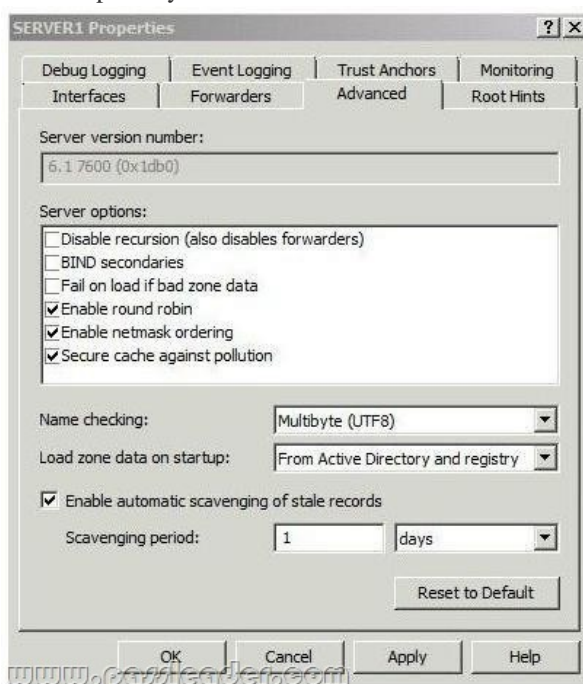 SERVER1 Properties
Debug Logging Event Logging Trust Anchors Monitoring
Interfaces Forwarders Advanced Root Hints
Server version number:
6.1 7600 (0x1db0)
Server options:
Disable recursion (also disables forwarders)
BIND secondaries
Fail on load if bad zone data
Enable round robin
Enable netmask ordering
Secure cache against pollution
Name checking: Multibyte (UTF8)
Load zone data on startup: From Active Directory and registry
Enable automatic scavenging of stale records
Scavenging period: 1 days
Reset to Default
OK Cancel Apply Help
www.passleader.com